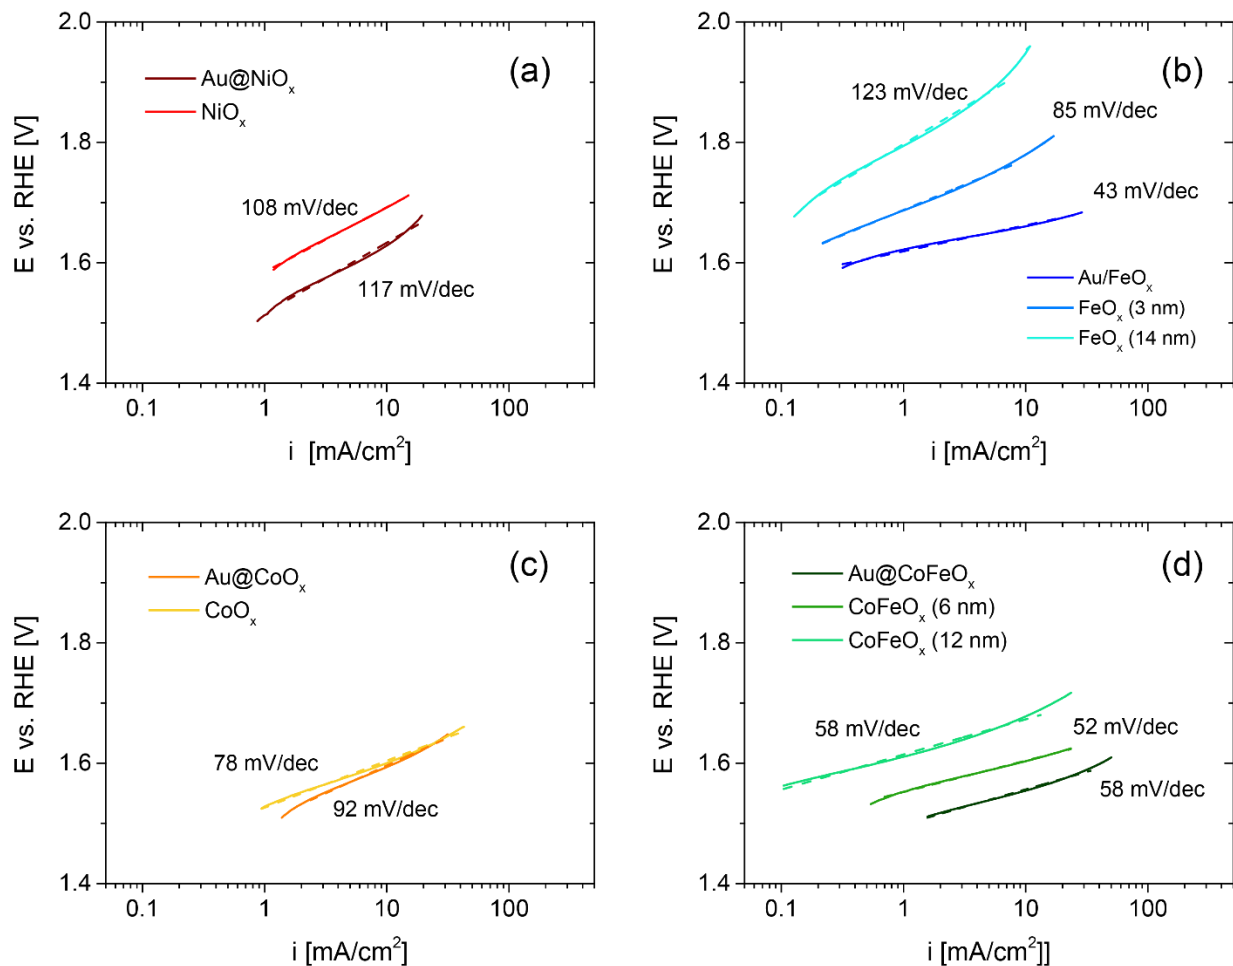 (a)
Au@NiOx
NiOx
108 mV/dec
117 mV/dec
2.0
1.8
1.6
1.4
E vs. RHE [V]
0.1 1 10 100
i [mA/cm2]
(b)
123 mV/dec
85 mV/dec
43 mV/dec
Au/FeOx
FeOx (3 nm)
FeOx (14 nm)
2.0
1.8
1.6
1.4
E vs. RHE [V]
0.1 1 10 100
i [mA/cm2]
(c)
Au@CoOx
CoOx
78 mV/dec
92 mV/dec
2.0
1.8
1.6
1.4
E vs. RHE [V]
0.1 1 10 100
i [mA/cm2]
(d)
Au@CoFeOx
CoFeOx (6 nm)
CoFeOx (12 nm)
58 mV/dec
52 mV/dec
58 mV/dec
2.0
1.8
1.6
1.4
E vs. RHE [V]
0.1 1 10 100
i [mA/cm2]]